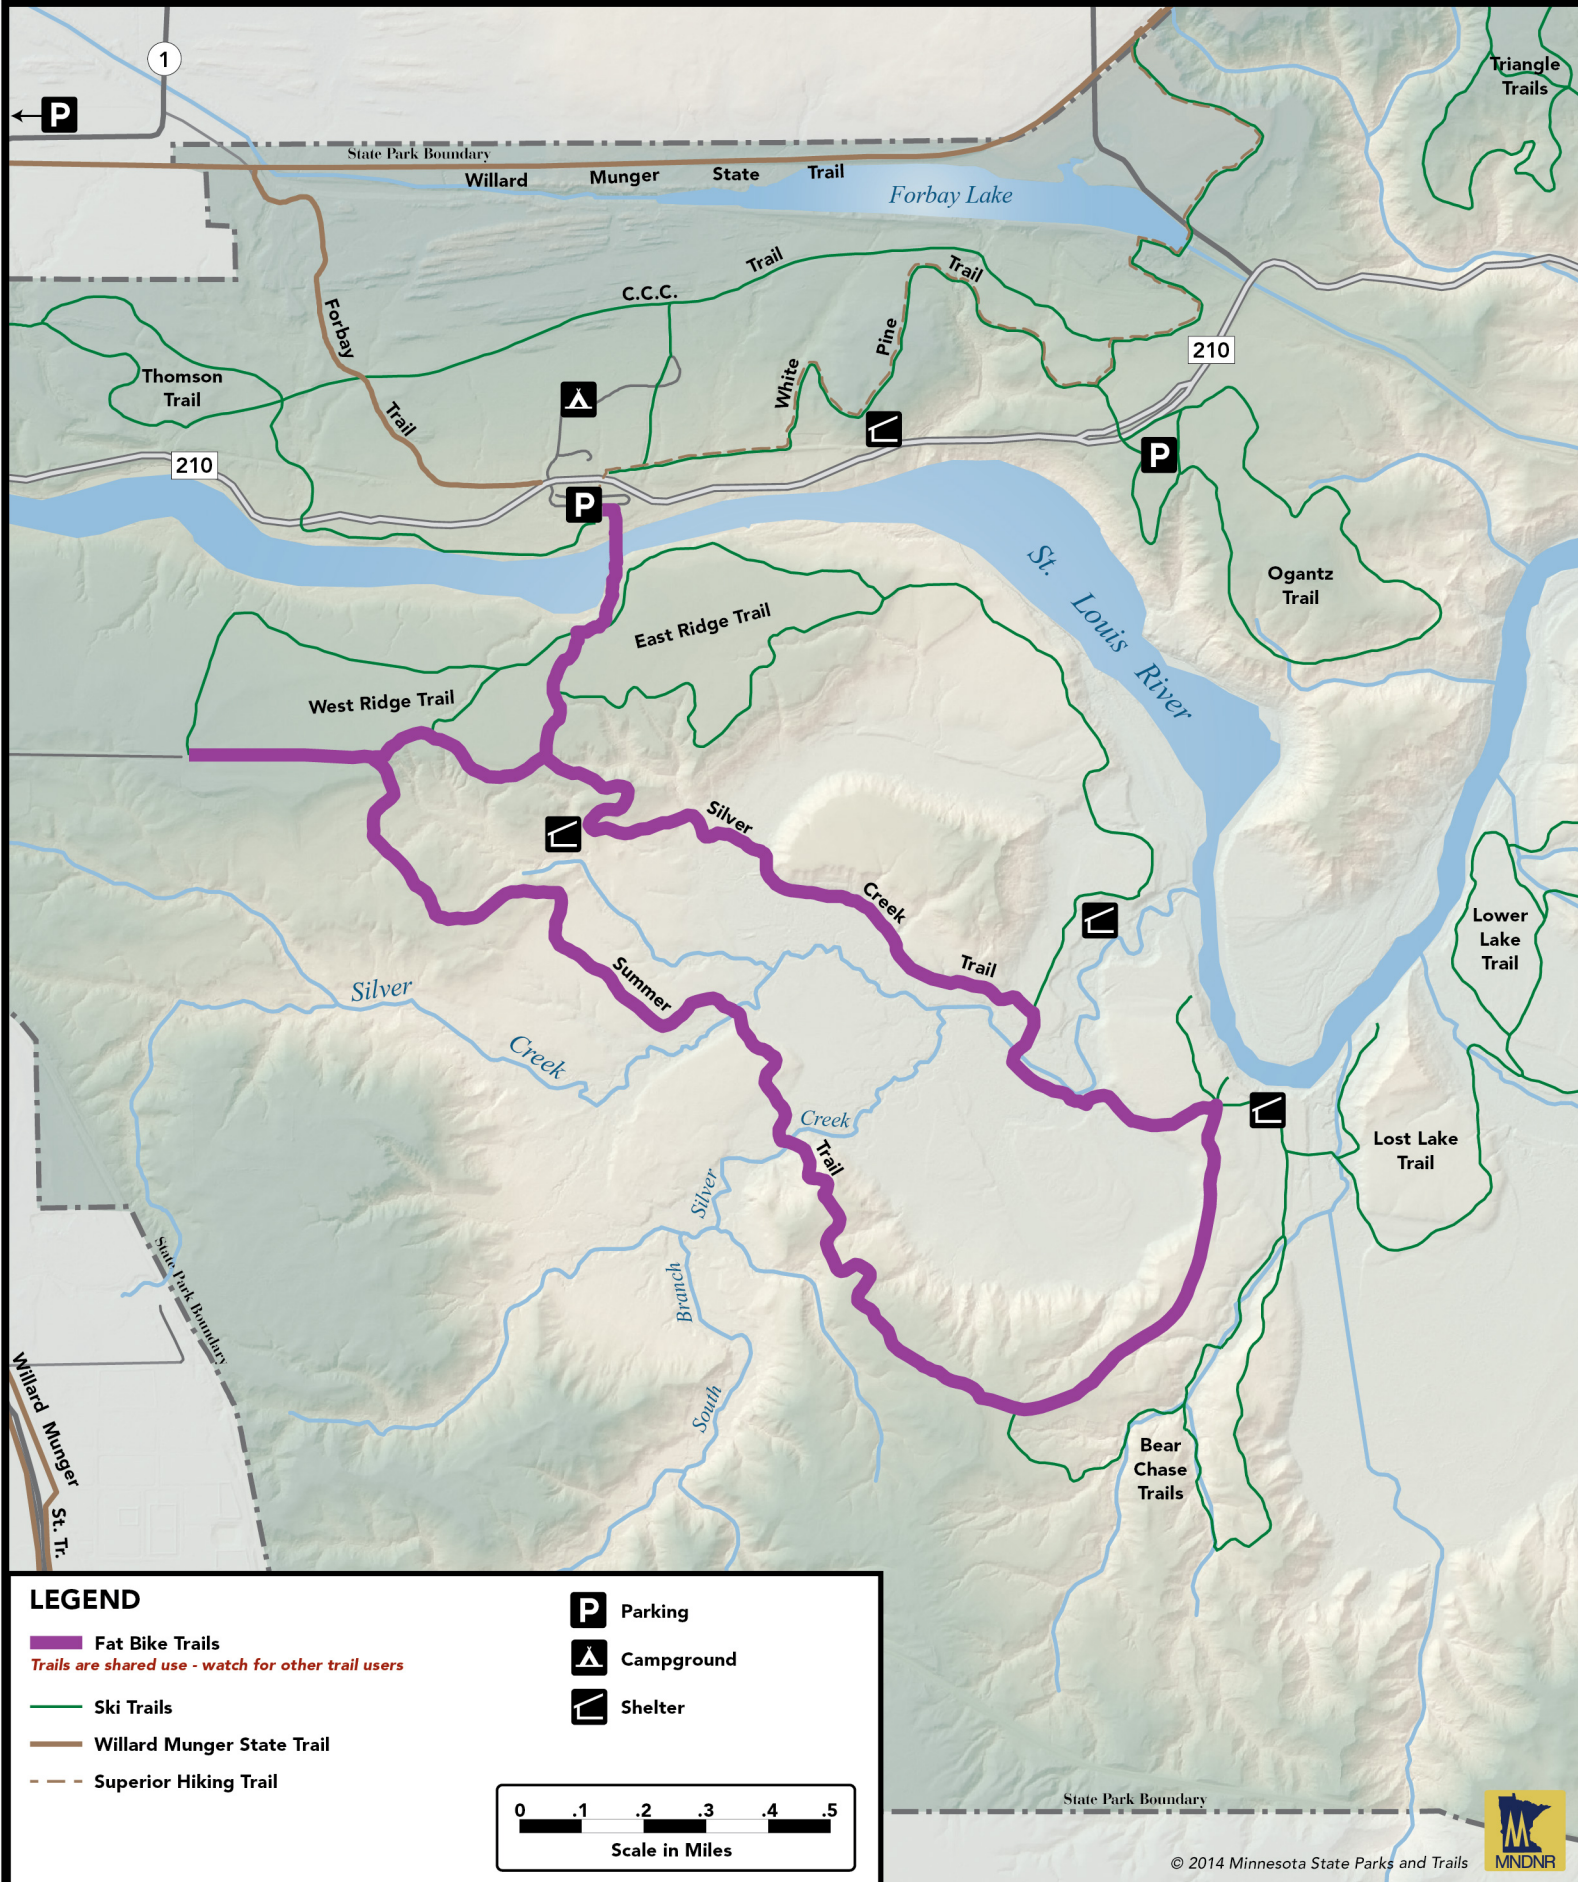 1
P
Triangle
Trails
State Park Boundary
Willard Munger State Trail
Forbay Lake
Trail
Trail
C.C.C.
Forbay
Pine
210
White
Thomson
Trail
Trail
210
P
P
St. Louis River
Ogantz
Trail
East Ridge Trail
West Ridge Trail
Silver
Creek
Trail
Lower
Lake
Trail
Summer
Silver
Creek
Creek
Trail
Lost Lake
Trail
Silver
State Park Boundary
Branch
South
Willard Munger
St. Tr.
Bear
Chase
Trails
LEGEND
Fat Bike Trails
Trails are shared use - watch for other trail users
Ski Trails
Willard Munger State Trail
Superior Hiking Trail
P Parking
Campground
Shelter
0 .1 .2 .3 .4 .5
Scale in Miles
State Park Boundary
© 2014 Minnesota State Parks and Trails
M
MNDNR